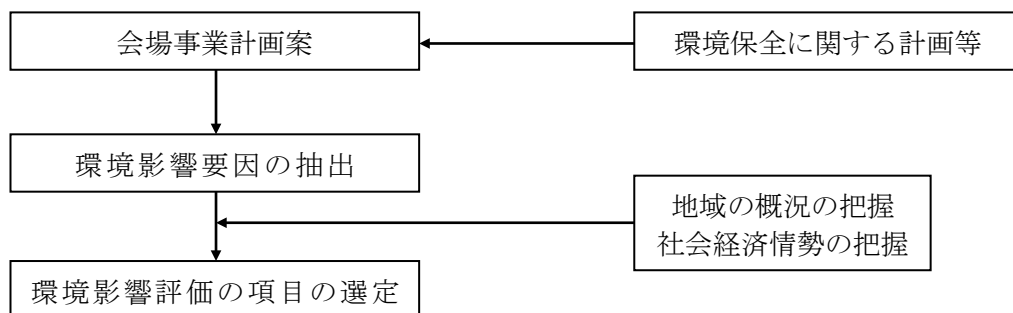 会場事業計画案
環境保全に関する計画等
環境影響要因の抽出
地域の概況の把握
社会経済情勢の把握
環境影響評価の項目の選定